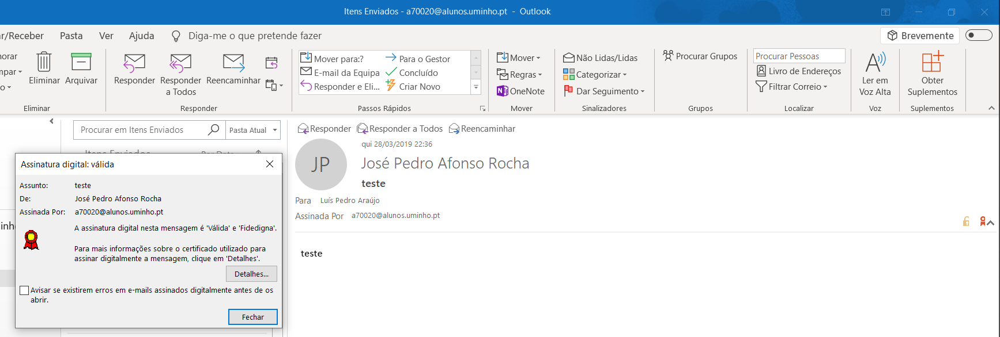 Itens Enviados - a70020@alunos.uminho.pt - Outlook
r/Receber Pasta Ver Ajuda Diga-me o que pretende fazer Brevemente
norar
mpar
o
Eliminar Arquivar
Eliminar
Responder Responder a Todos Reencaminhar
Responder
Mover para:? Para o Gestor
E-mail da Equipa Concluído
Responder e Eli... Criar Novo
Passos Rápidos
Mover
Regras
OneNote
Mover
Não Lidas/Lidas
Categorizar
Dar Seguimento
Sinalizadores
Procurar Grupos
Grupos
Procurar Pessoas
Livro de Endereços
Filtrar Correio
Localizar
Ler em
Voz Alta
Voz
Obter
Suplementos
Suplementos
Procurar em Itens Enviados Pasta Atual
Itens Enviados Por Data
inh
Assinatura digital: válida
Assunto: teste
De: José Pedro Afonso Rocha
Assinada Por: a70020@alunos.uminho.pt
A assinatura digital nesta mensagem é 'Válida' e 'Fidedigna'.
Para mais informações sobre o certificado utilizado para
assinar digitalmente a mensagem, clique em 'Detalhes'.
Detalhes...
Avisar se existirem erros em e-mails assinados digitalmente antes de os
abrir.
Fechar
Responder Responder a Todos Reencaminhar
qui 28/03/2019 22:36
JP
José Pedro Afonso Rocha
teste
Para Luís Pedro Araújo
Assinada Por a70020@alunos.uminho.pt
teste